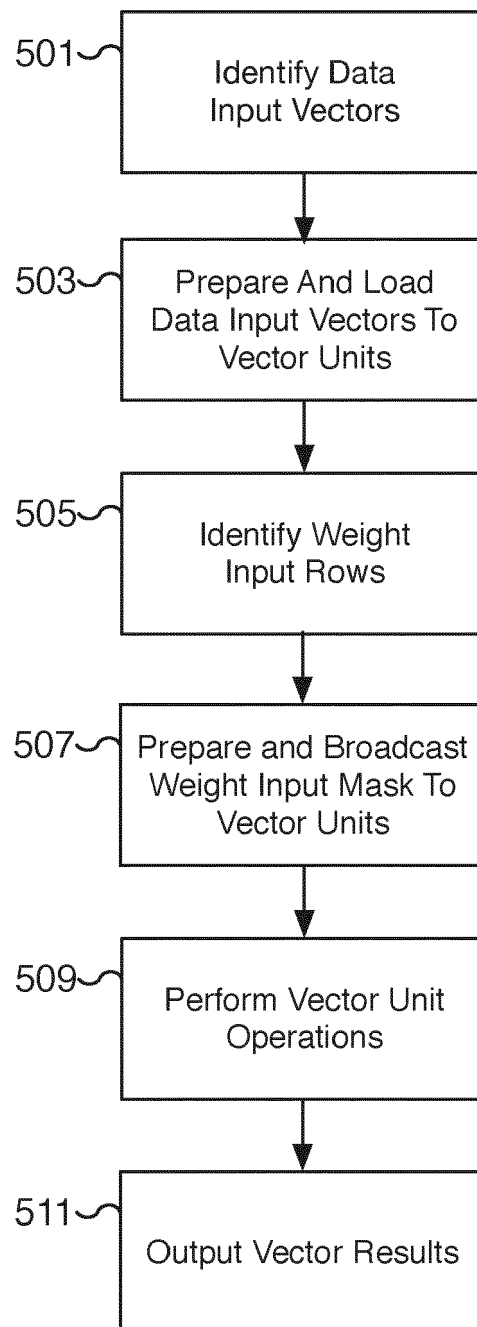 501
Identify Data
Input Vectors
503
Prepare And Load
Data Input Vectors To
Vector Units
505
Identify Weight
Input Rows
507
Prepare and Broadcast
Weight Input Mask To
Vector Units
509
Perform Vector Unit
Operations
511
Output Vector Results